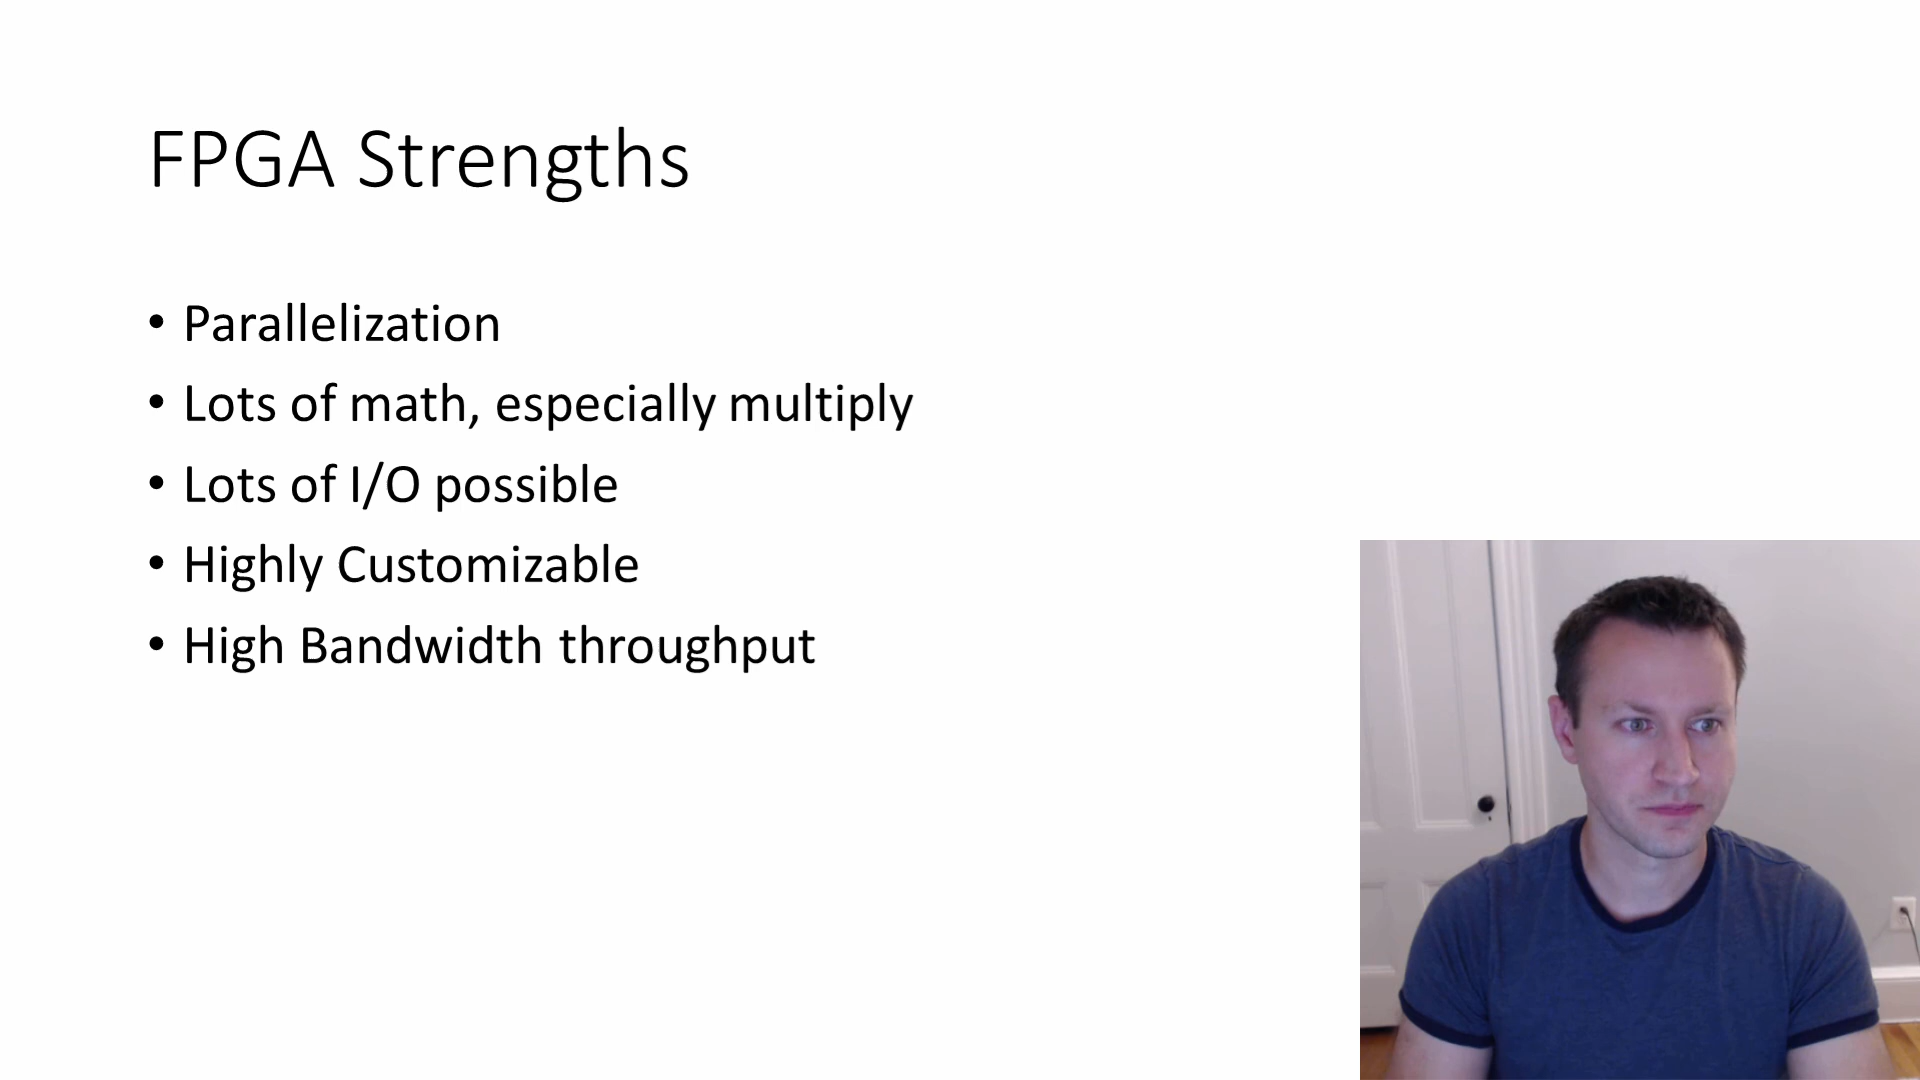 FPGA Strengths
• Parallelization
• Lots of math, especially multiply
• Lots of I/O possible
• Highly Customizable
• High Bandwidth throughput